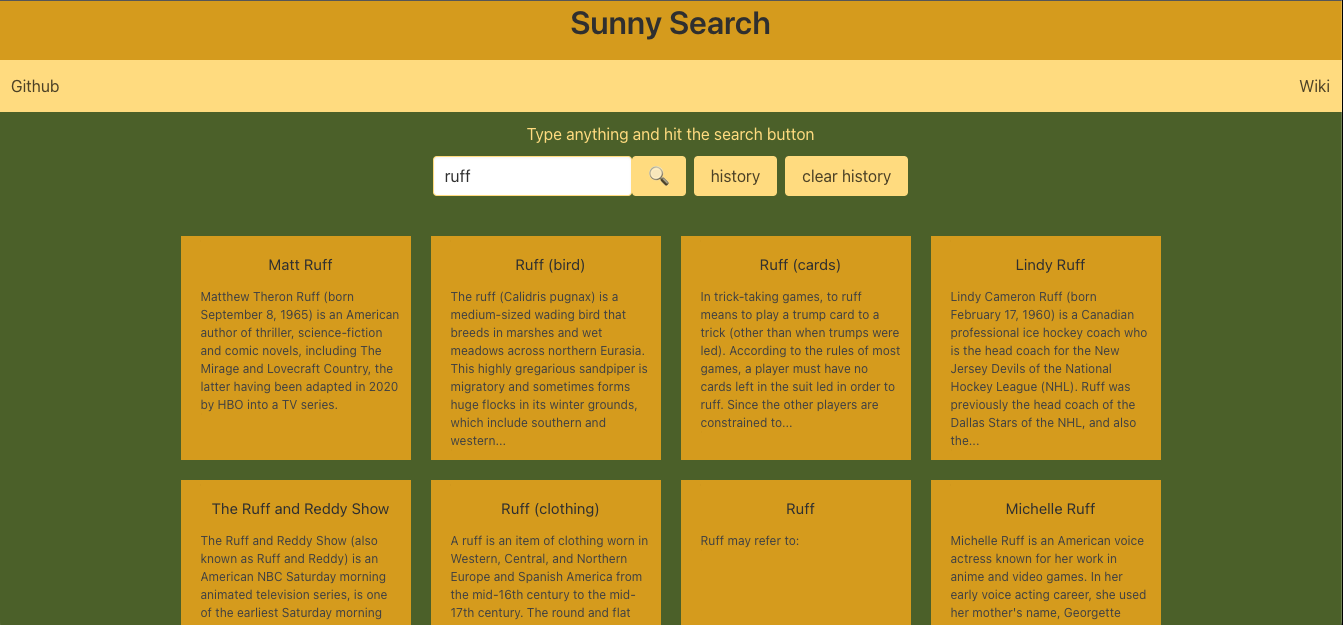 Sunny Search
Github
Wiki
Type anything and hit the search button
ruff
history
clear history
Matt Ruff
Matthew Theron Ruff (born
September 8, 1965) is an American
author of thriller, science-fiction
and comic novels, including The
Mirage and Lovecraft Country, the
latter having been adapted in 2020
by HBO into a TV series.
Ruff (bird)
The ruff (Calidris pugnax) is a
medium-sized wading bird that
breeds in marshes and wet
meadows across northern Eurasia.
This highly gregarious sandpiper is
migratory and sometimes forms
huge flocks in its winter grounds,
which include southern and
western...
Ruff (cards)
In trick-taking games, to ruff
means to play a trump card to a
trick (other than when trumps were
led). According to the rules of most
games, a player must have no
cards left in the suit led in order to
ruff. Since the other players are
constrained to...
Lindy Ruff
Lindy Cameron Ruff (born
February 17, 1960) is a Canadian
professional ice hockey coach who
is the head coach for the New
Jersey Devils of the National
Hockey League (NHL). Ruff was
previously the head coach of the
Dallas Stars of the NHL, and also
the...
The Ruff and Reddy Show
The Ruff and Reddy Show (also
known as Ruff and Reddy) is an
American NBC Saturday morning
animated television series, is one
of the earliest Saturday morning
Ruff (clothing)
A ruff is an item of clothing worn in
Western, Central, and Northern
Europe and Spanish America from
the mid-16th century to the mid-
17th century. The round and flat
Ruff
Ruff may refer to:
Michelle Ruff
Michelle Ruff is an American voice
actress known for her work in
anime and video games. In her
early voice acting career, she used
her mother's name, Georgette